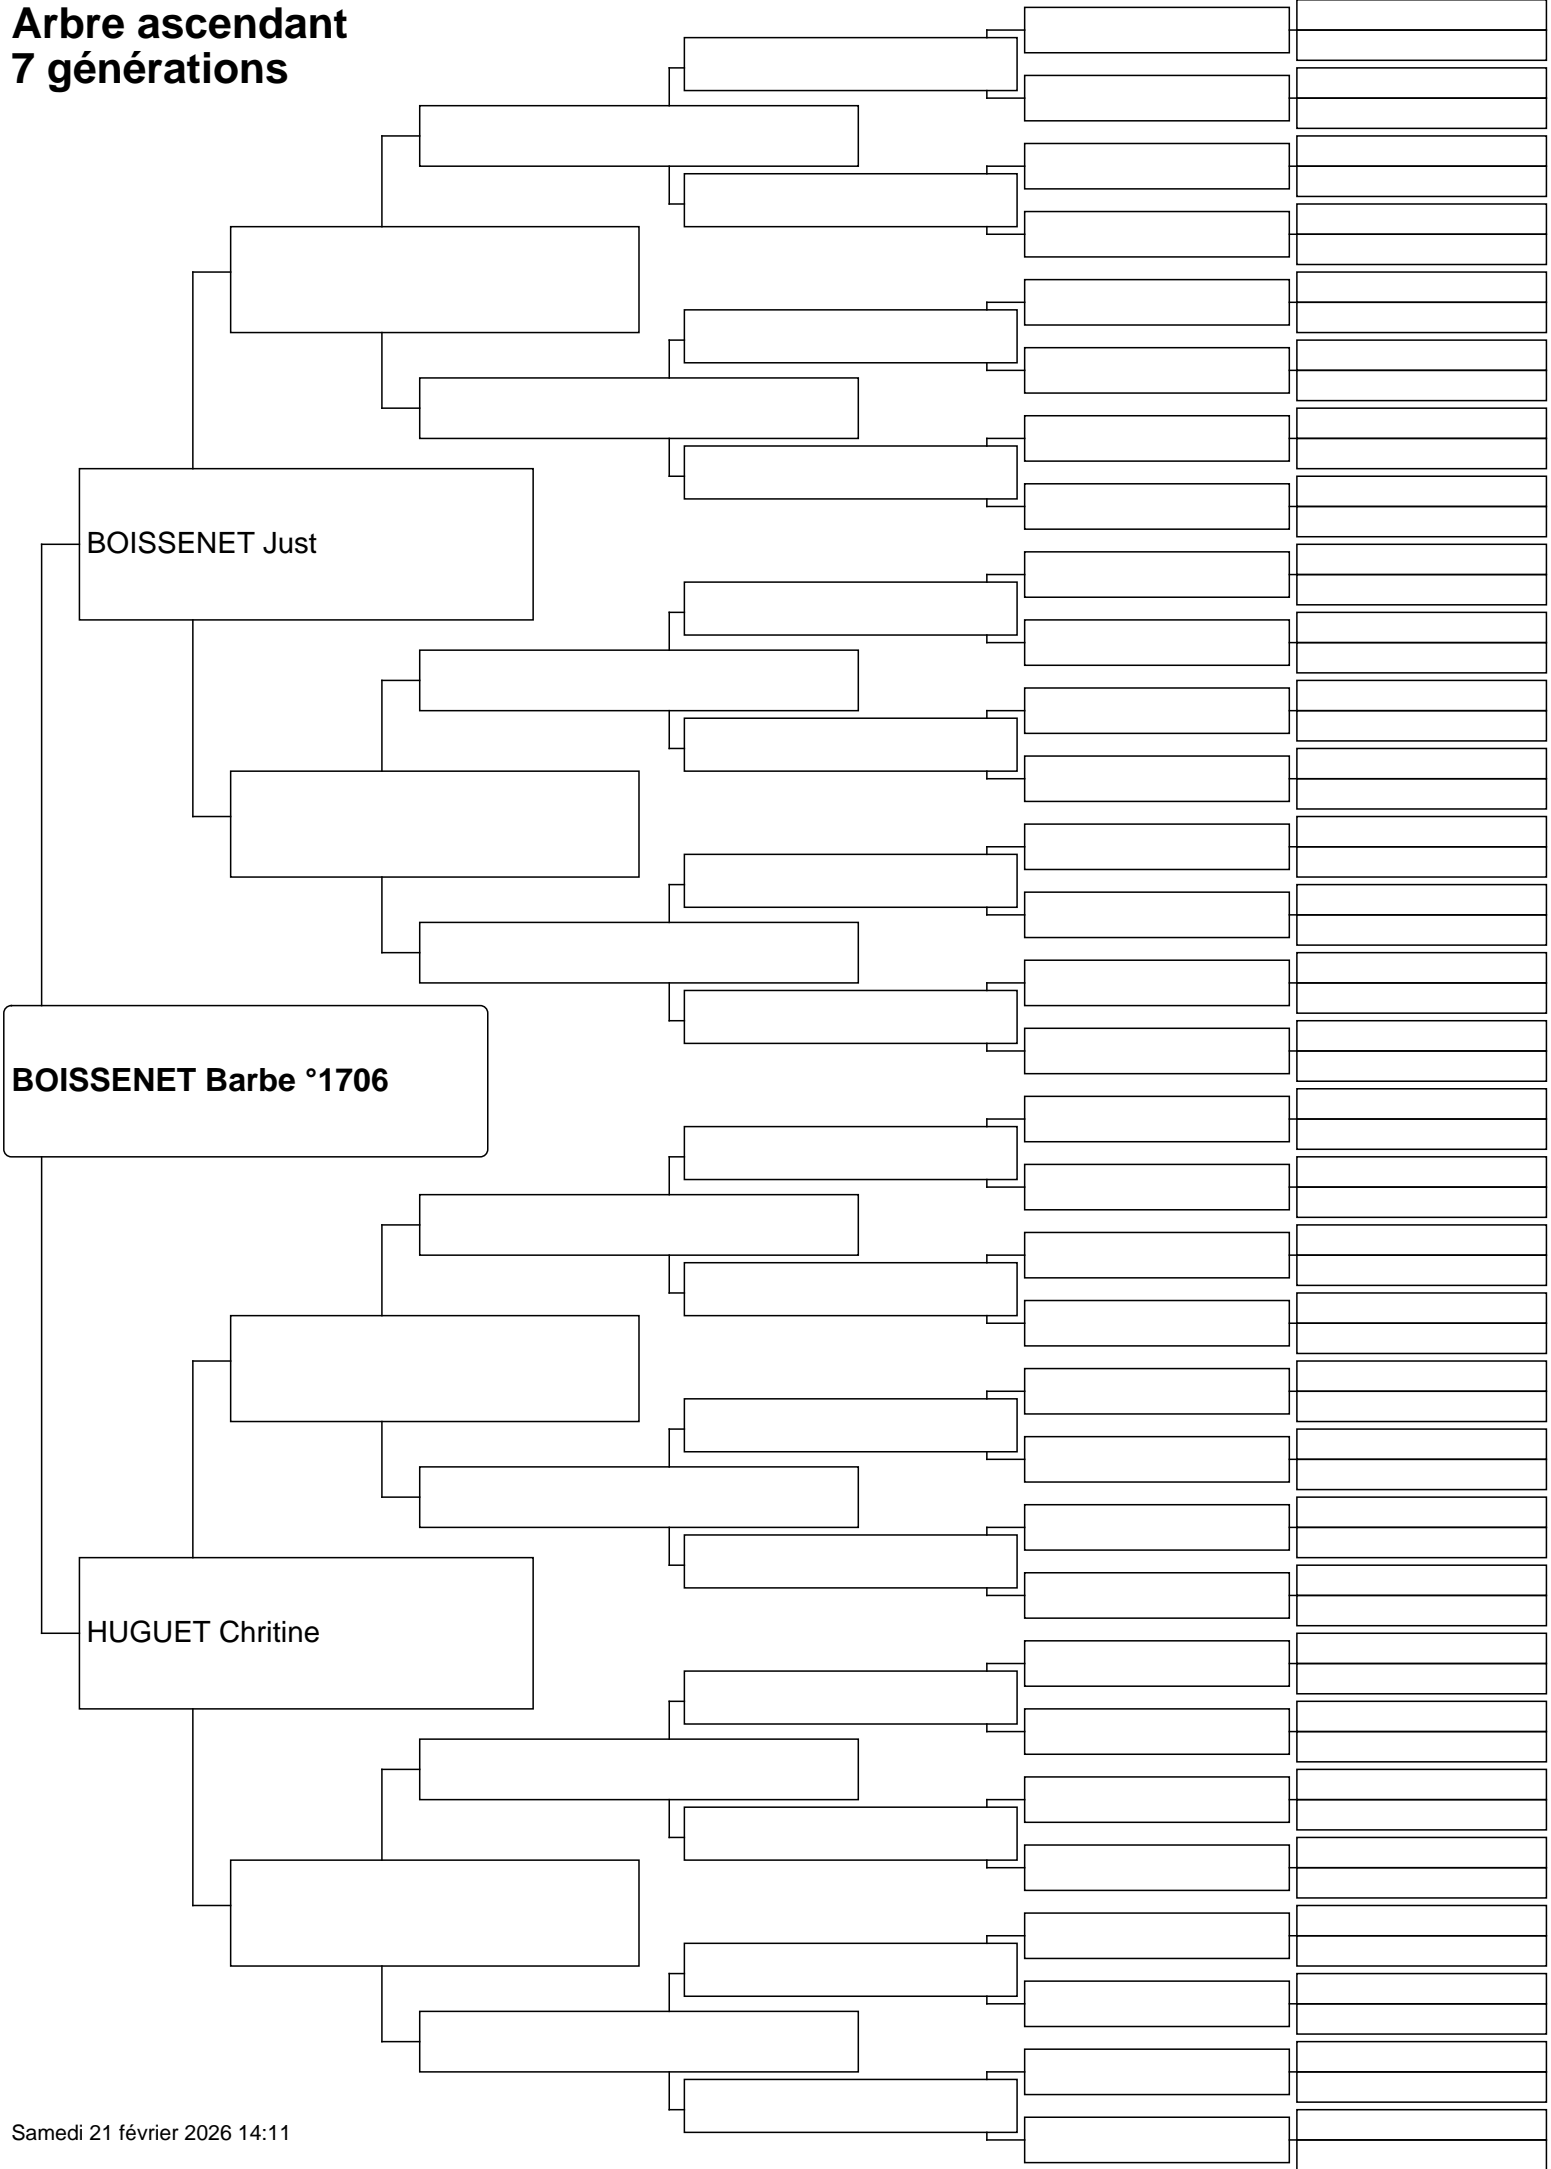 Arbre ascendant
7 générations
BOISSENET Just
BOISSENET Barbe °1706
HUGUET Chritine
Samedi 21 février 2026 14:11